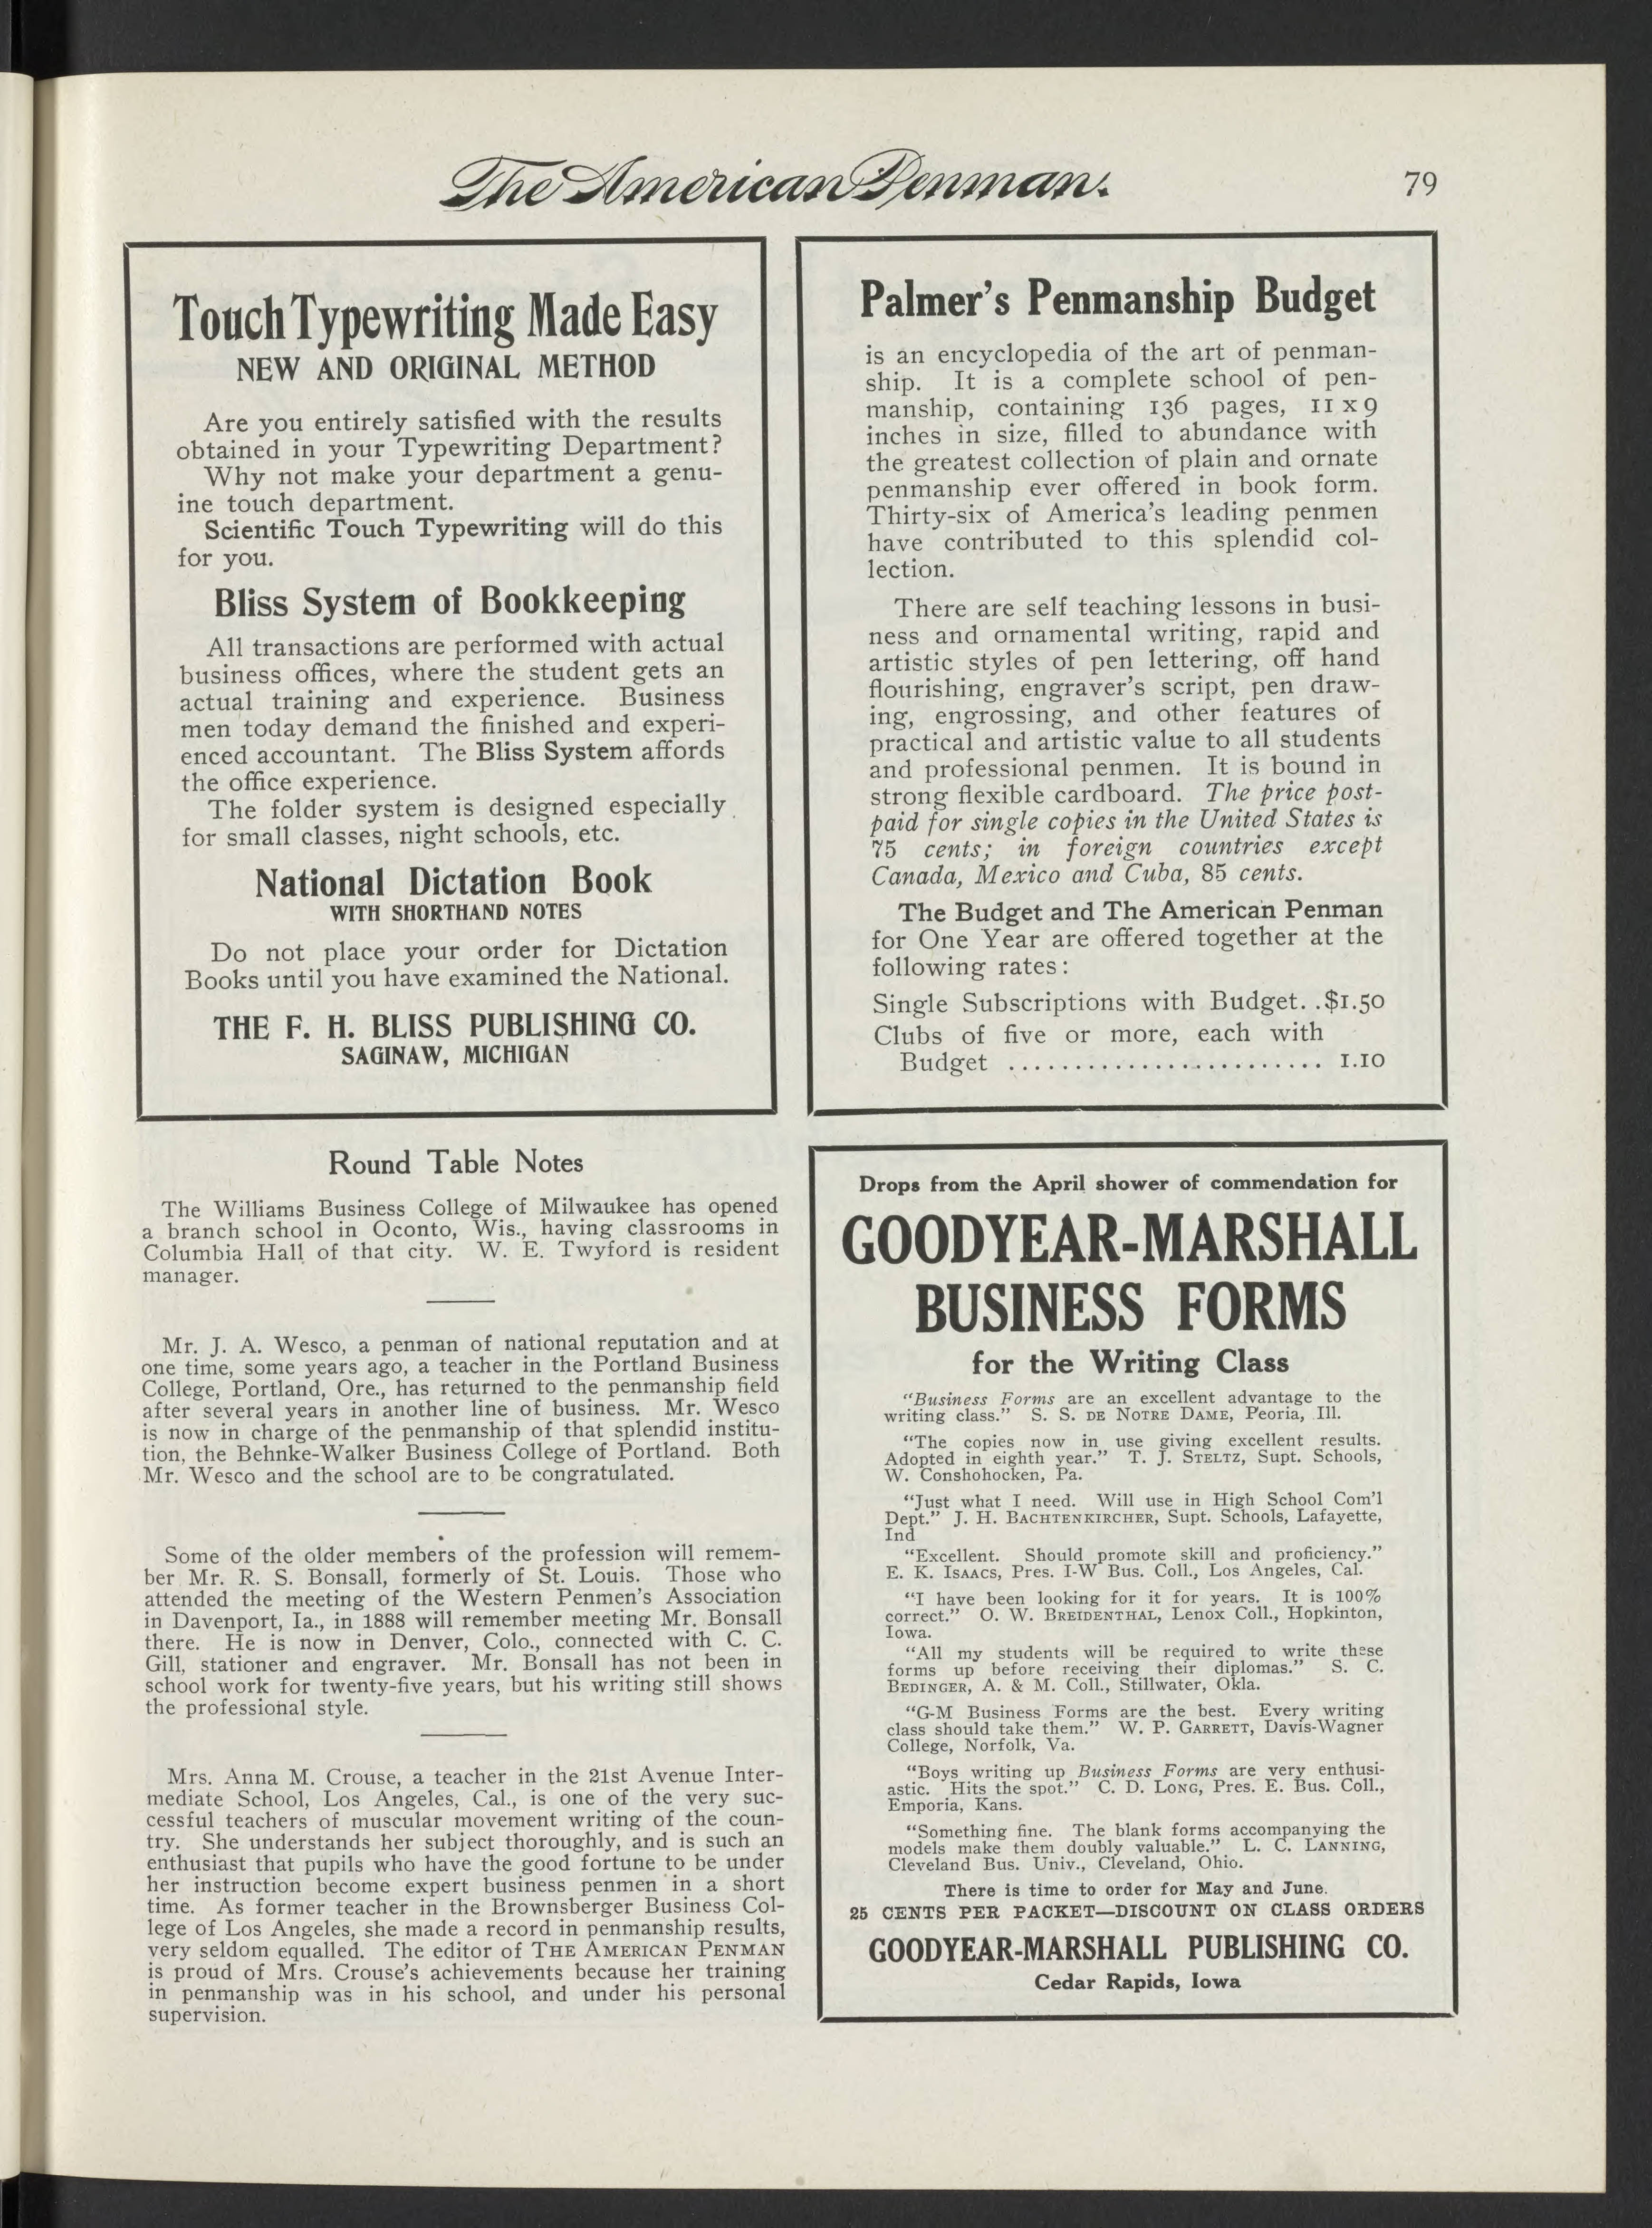 The American Penman.
79
Touch Typewriting Made Easy
NEW AND ORIGINAL METHOD
Are you entirely satisfied with the results
obtained in your Typewriting Department?
Why not make your department a genu-
ine touch department.
Scientific Touch Typewriting will do this
for you.
Bliss System of Bookkeeping
All transactions are performed with actual
business offices, where the student gets an
actual training and experience. Business
men today demand the finished and experi-
enced accountant. The Bliss System affords
the office experience.
The folder system is designed especially
for small classes, night schools, etc.
National Dictation Book
WITH SHORTHAND NOTES
Do not place your order for Dictation
Books until you have examined the National.
THE F. H. BLISS PUBLISHING CO.
SAGINAW, MICHIGAN
Palmer's Penmanship Budget
is an encyclopedia of the art of penman-
ship. It is a complete school of pen-
manship, containing 136 pages, 11 x 9
inches in size, filled to abundance with
the greatest collection of plain and ornate
penmanship ever offered in book form.
Thirty-six of America's leading penmen
have contributed to this splendid col-
lection.
There are self teaching lessons in busi-
ness and ornamental writing, rapid and
artistic styles of pen lettering, off hand
flourishing, engraver's script, pen draw-
ing, engrossing, and other features of
practical and artistic value to all students
and professional penmen. It is bound in
strong flexible cardboard. The price post-
paid for single copies in the United States is
75 cents; in foreign countries except
Canada, Mexico and Cuba, 85 cents.
The Budget and The American Penman
for One Year are offered together at the
following rates:
Single Subscriptions with Budget. .$1.50
Clubs of five or more, each with
Budget ........................ 1.10
Round Table Notes
The Williams Business College of Milwaukee has opened
a branch school in Oconto, Wis., having classrooms in
Columbia Hall of that city. W. E. Twyford is resident
manager.
Mr. J. A. Wesco, a penman of national reputation and at
one time, some years ago, a teacher in the Portland Business
College, Portland, Ore., has returned to the penmanship field
after several years in another line of business. Mr. Wesco
is now in charge of the penmanship of that splendid institu-
tion, the Behnke-Walker Business College of Portland. Both
Mr. Wesco and the school are to be congratulated.
Some of the older members of the profession will remem-
ber Mr. R. S. Bonsall, formerly of St. Louis. Those who
attended the meeting of the Western Penmen's Association
in Davenport, Ia., in 1888 will remember meeting Mr. Bonsall
there. He is now in Denver, Colo., connected with C. C.
Gill, stationer and engraver. Mr. Bonsall has not been in
school work for twenty-five years, but his writing still shows
the professional style.
Mrs. Anna M. Crouse, a teacher in the 21st Avenue Inter-
mediate School, Los Angeles, Cal., is one of the very suc-
cessful teachers of muscular movement writing of the coun-
try. She understands her subject thoroughly, and is such an
enthusiast that pupils who have the good fortune to be under
her instruction become expert business penmen in a short
time. As former teacher in the Brownsberger Business Col-
lege of Los Angeles, she made a record in penmanship results,
very seldom equalled. The editor of THE AMERICAN PENMAN
is proud of Mrs. Crouse's achievements because her training
in penmanship was in his school, and under his personal
supervision.
Drops from the April shower of commendation for
GOODYEAR-MARSHALL
BUSINESS FORMS
for the Writing Class
"Business Forms are an excellent advantage to the
writing class." S. S. DE NOTRE DAME, Peoria, Ill.
"The copies now in use giving excellent results.
Adopted in eighth year." T. J. STELTZ, Supt. Schools,
W. Conshohocken, Pa.
"Just what I need. Will use in High School Com'l
Dept." J. H. BACHTENKIRCHER, Supt. Schools, Lafayette,
Ind
"Excellent. Should promote skill and proficiency."
E. K. ISAACS, Pres. I-W Bus. Coll., Los Angeles, Cal.
"I have been looking for it for years. It is 100%
correct." O. W. BREIDENTHAL, Lenox Coll., Hopkinton,
Iowa.
"All my students will be required to write these
forms up before receiving their diplomas." S. C.
BEDINGER, A. & M. Coll., Stillwater, Okla.
"G-M Business Forms are the best. Every writing
class should take them." W. P. GARRETT, Davis-Wagner
College, Norfolk, Va.
"Boys writing up Business Forms are very enthusi-
astic. Hits the spot." C. D. LONG, Pres. E. Bus. Coll.,
Emporia, Kans.
"Something fine. The blank forms accompanying the
models make them doubly valuable." L. C. LANNING,
Cleveland Bus. Univ., Cleveland, Ohio.
There is time to order for May and June.
25 CENTS PER PACKET—DISCOUNT ON CLASS ORDERS
GOODYEAR-MARSHALL PUBLISHING CO.
Cedar Rapids, Iowa